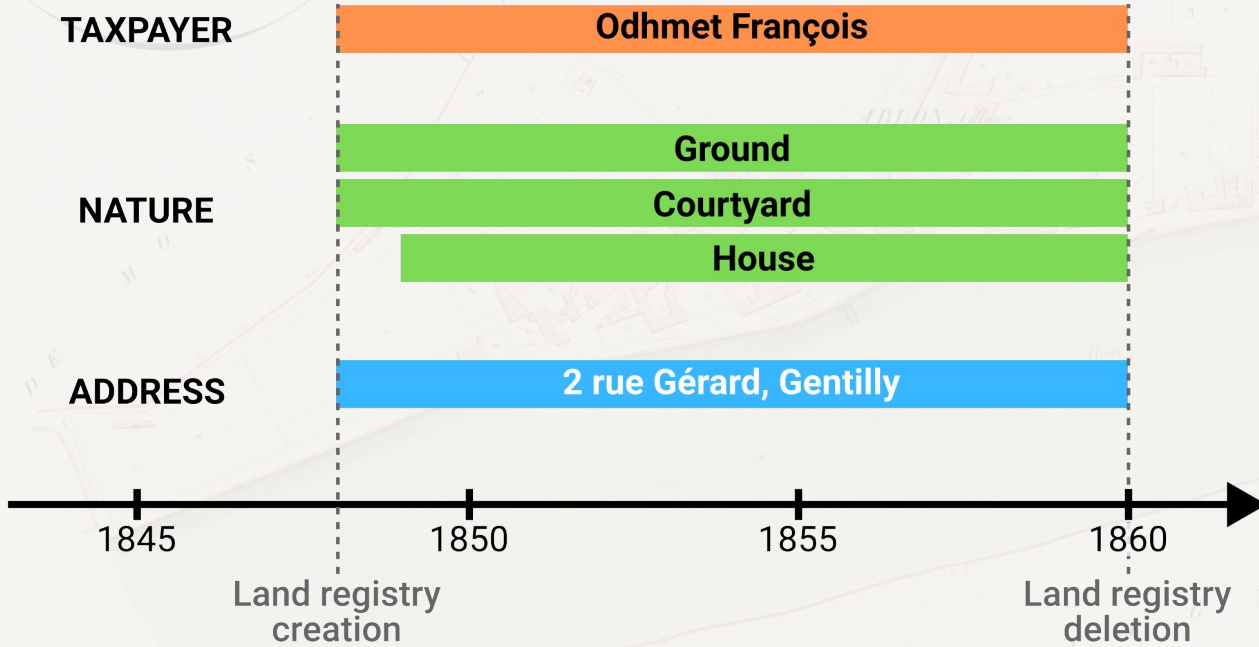 TAXPAYER
Odhmet François
NATURE
Ground
Courtyard
House
ADDRESS
2 rue Gérard, Gentilly
1845
1850
1855
1860
Land registry
creation
Land registry
deletion